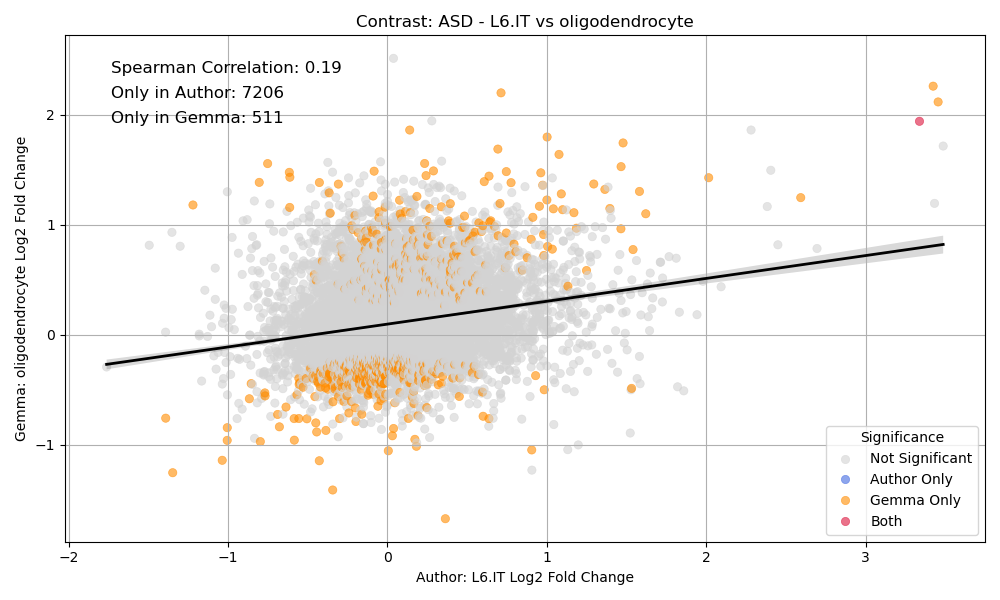 Contrast: ASD - L6.IT vs oligodendrocyte
Spearman Correlation: 0.19
Only in Author: 7206
Only in Gemma: 511
Gemma: oligodendrocyte Log2 Fold Change
2
1
0
−1
Significance
Not Significant
Author Only
Gemma Only
Both
−2
−1
0
1
2
3
Author: L6.IT Log2 Fold Change